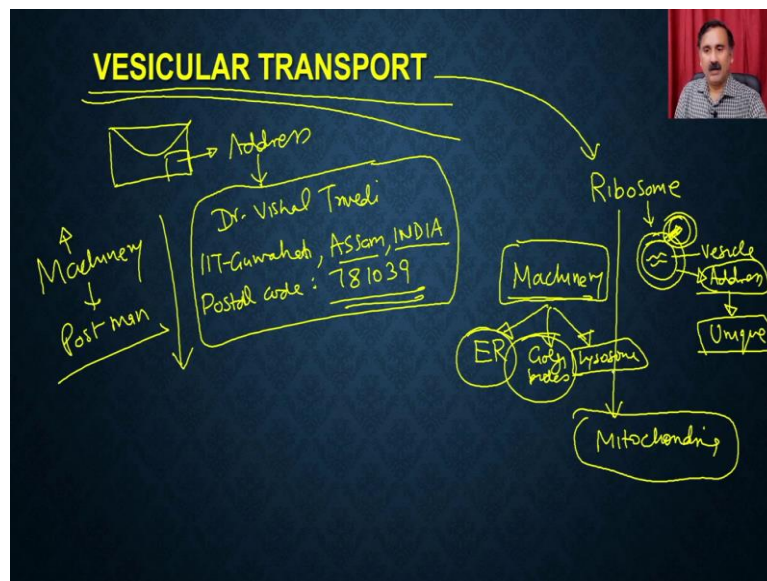 VESICULAR TRANSPORT
Address
Dr. Vishal Trivedi
IIT-Guwahati, Assam, INDIA
Postal code: 781039
Machinery
Post man
Ribosome
Vesicle
Address
Unique
Machinery
ER
Golgi
bodies
Lysosome
Mitochondria